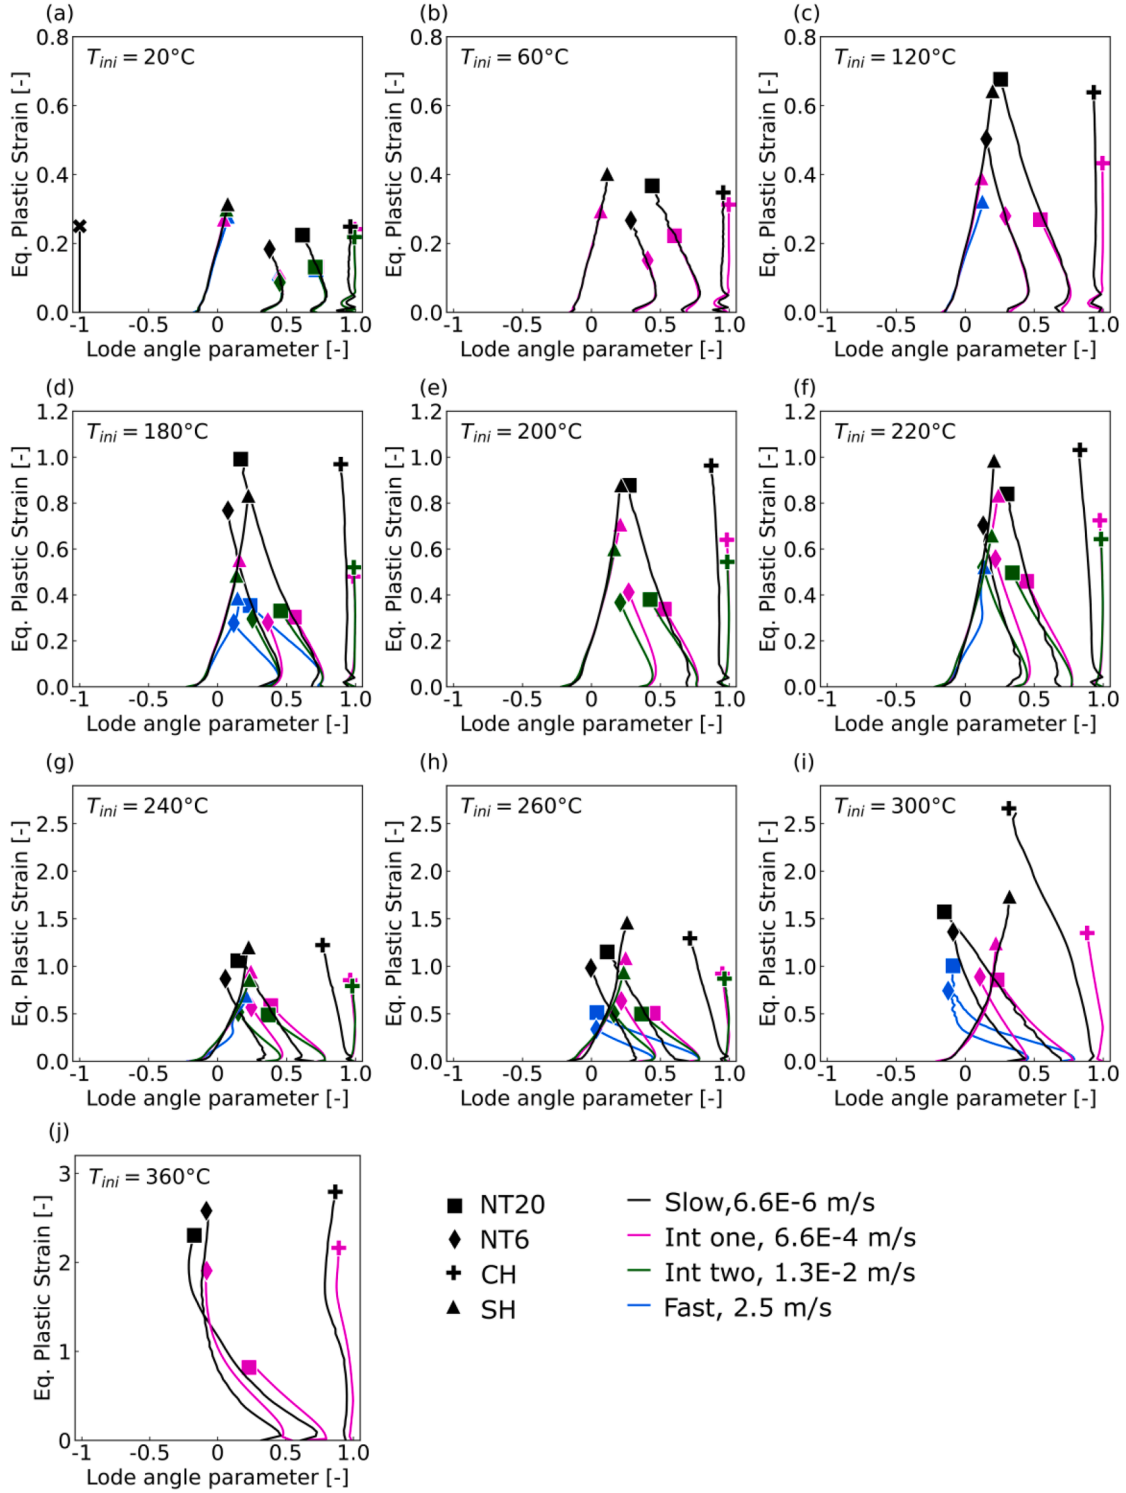 (a) (b) (c)
0.8 0.8 0.8
T_ini = 20°C T_ini = 60°C T_ini = 120°C
0.6 0.6 0.6
0.4 0.4 0.4
0.2 0.2 0.2
0.0 0.0 0.0
Eq. Plastic Strain [-] Eq. Plastic Strain [-] Eq. Plastic Strain [-]
-1 -0.5 0 0.5 1.0 -1 -0.5 0 0.5 1.0 -1 -0.5 0 0.5 1.0
Lode angle parameter [-] Lode angle parameter [-] Lode angle parameter [-]
(d) (e) (f)
1.2 1.2 1.2
T_ini = 180°C T_ini = 200°C T_ini = 220°C
1.0 1.0 1.0
0.8 0.8 0.8
0.6 0.6 0.6
0.4 0.4 0.4
0.2 0.2 0.2
0.0 0.0 0.0
Eq. Plastic Strain [-] Eq. Plastic Strain [-] Eq. Plastic Strain [-]
-1 -0.5 0 0.5 1.0 -1 -0.5 0 0.5 1.0 -1 -0.5 0 0.5 1.0
Lode angle parameter [-] Lode angle parameter [-] Lode angle parameter [-]
(g) (h) (i)
T_ini = 240°C T_ini = 260°C T_ini = 300°C
2.5 2.5 2.5
2.0 2.0 2.0
1.5 1.5 1.5
1.0 1.0 1.0
0.5 0.5 0.5
0.0 0.0 0.0
Eq. Plastic Strain [-] Eq. Plastic Strain [-] Eq. Plastic Strain [-]
-1 -0.5 0 0.5 1.0 -1 -0.5 0 0.5 1.0 -1 -0.5 0 0.5 1.0
Lode angle parameter [-] Lode angle parameter [-] Lode angle parameter [-]
(j)
T_ini = 360°C
3
2
1
0
Eq. Plastic Strain [-]
-1 -0.5 0 0.5 1.0
Lode angle parameter [-]
NT20
NT6
CH
SH
Slow,6.6E-6 m/s
Int one, 6.6E-4 m/s
Int two, 1.3E-2 m/s
Fast, 2.5 m/s